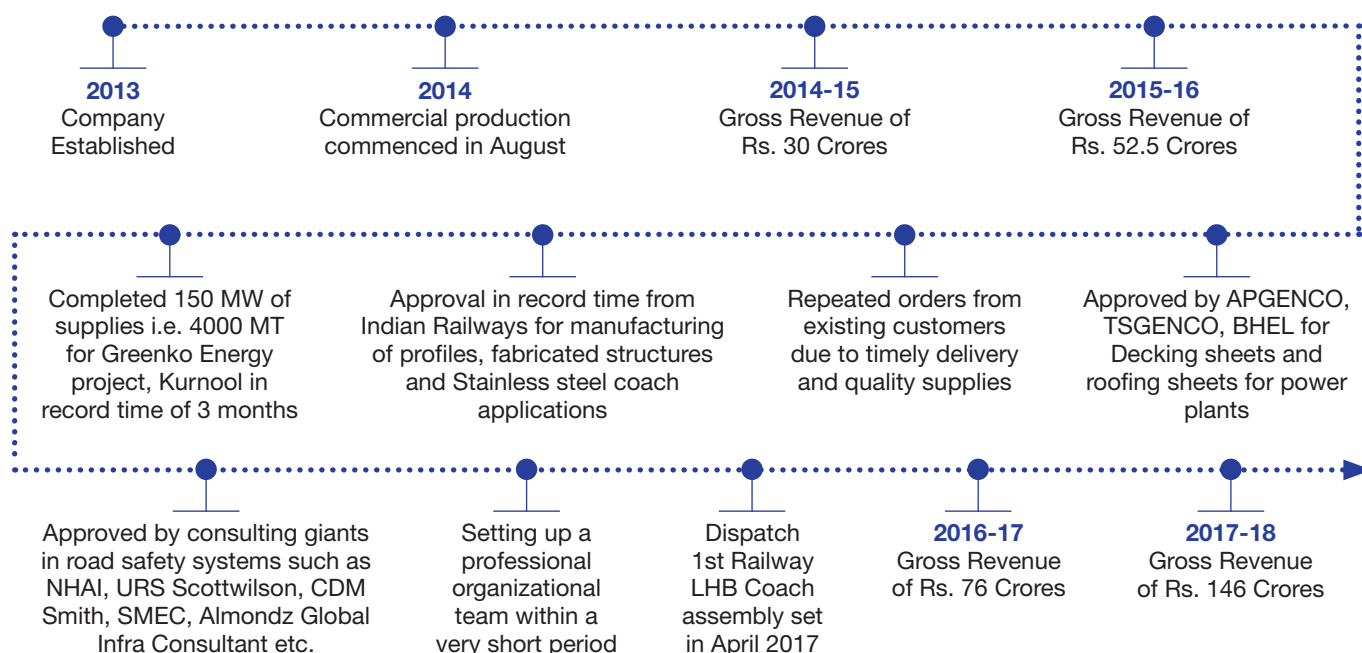 2013
Company
Established
2014
Commercial production
commenced in August
2014-15
Gross Revenue of
Rs. 30 Crores
2015-16
Gross Revenue of
Rs. 52.5 Crores
Completed 150 MW of
supplies i.e. 4000 MT
for Greenko Energy
project, Kurnool in
record time of 3 months
Approval in record time from
Indian Railways for manufacturing
of profiles, fabricated structures
and Stainless steel coach
applications
Repeated orders from
existing customers
due to timely delivery
and quality supplies
Approved by APGENCO,
TSGENCO, BHEL for
Decking sheets and
roofing sheets for power
plants
Approved by consulting giants
in road safety systems such as
NHAI, URS Scottwilson, CDM
Smith, SMEC, Almondz Global
Infra Consultant etc.
Setting up a
professional
organizational
team within a
very short period
Dispatch
1st Railway
LHB Coach
assembly set
in April 2017
2016-17
Gross Revenue
of Rs. 76 Crores
2017-18
Gross Revenue
of Rs. 146 Crores